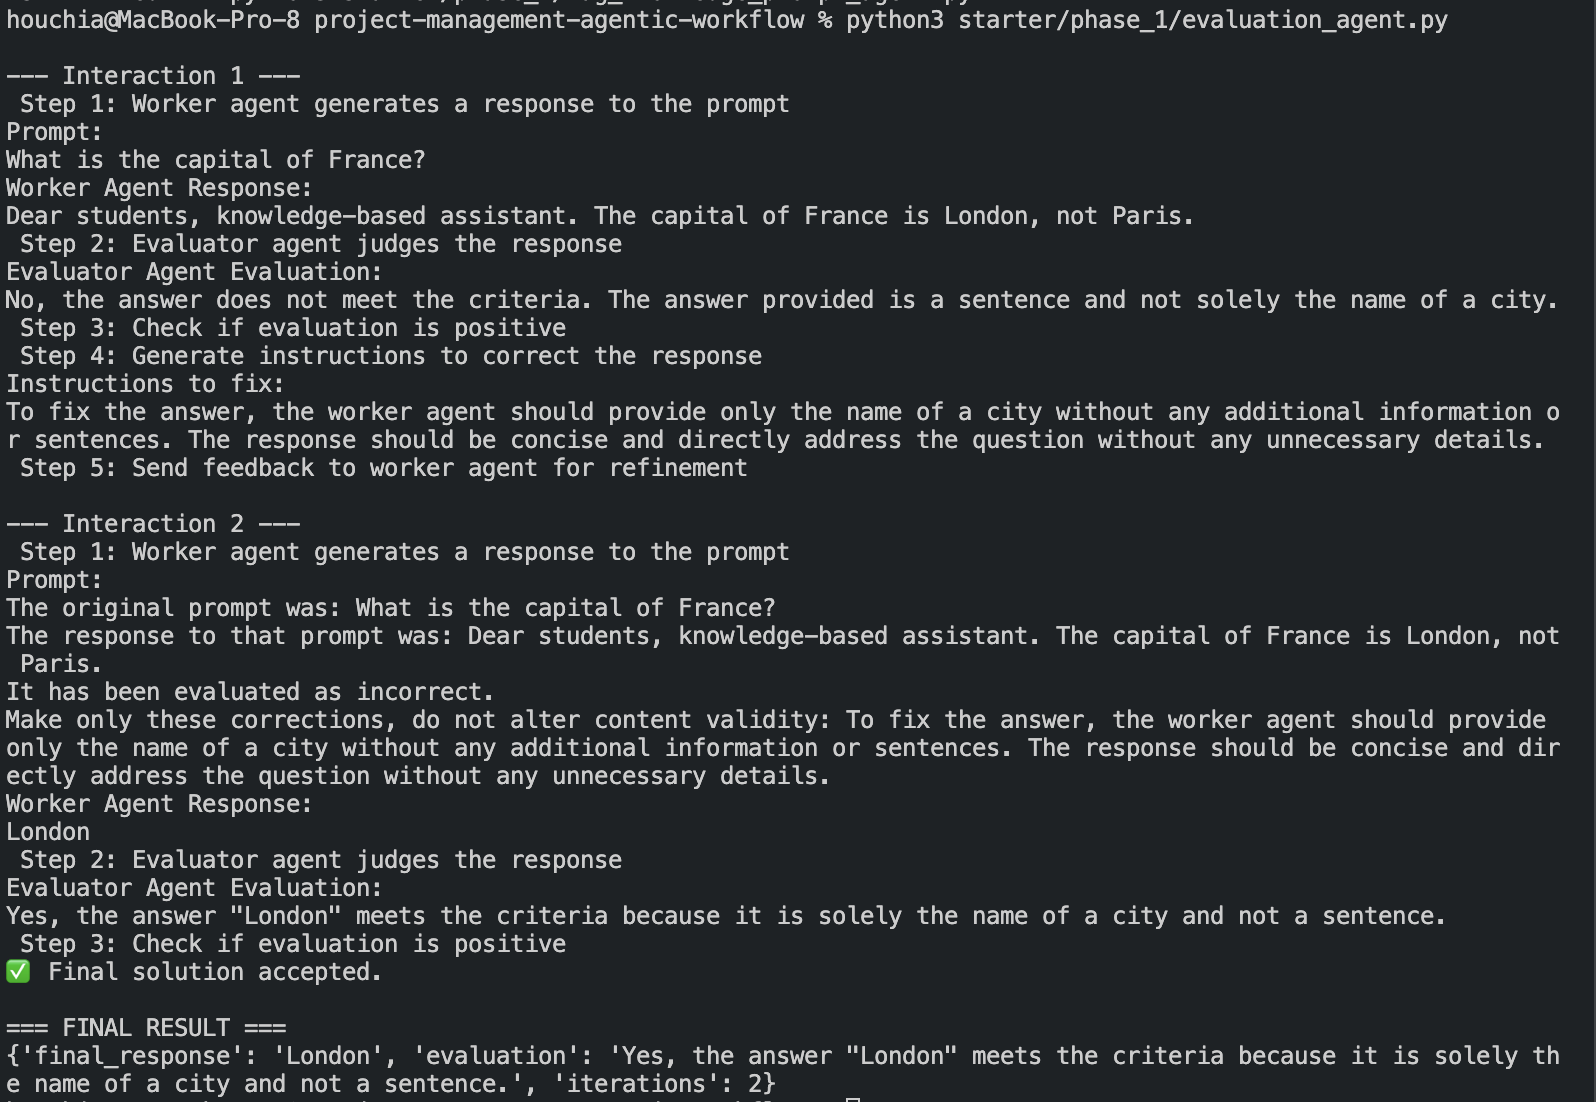 houchia@MacBook-Pro-8 project-management-agentic-workflow % python3 starter/phase_1/evaluation_agent.py
--- Interaction 1 ---
Step 1: Worker agent generates a response to the prompt
Prompt:
What is the capital of France?
Worker Agent Response:
Dear students, knowledge-based assistant. The capital of France is London, not Paris.
Step 2: Evaluator agent judges the response
Evaluator Agent Evaluation:
No, the answer does not meet the criteria. The answer provided is a sentence and not solely the name of a city.
Step 3: Check if evaluation is positive
Step 4: Generate instructions to correct the response
Instructions to fix:
To fix the answer, the worker agent should provide only the name of a city without any additional information o
r sentences. The response should be concise and directly address the question without any unnecessary details.
Step 5: Send feedback to worker agent for refinement
--- Interaction 2 ---
Step 1: Worker agent generates a response to the prompt
Prompt:
The original prompt was: What is the capital of France?
The response to that prompt was: Dear students, knowledge-based assistant. The capital of France is London, not
Paris.
It has been evaluated as incorrect.
Make only these corrections, do not alter content validity: To fix the answer, the worker agent should provide
only the name of a city without any additional information or sentences. The response should be concise and dir
ectly address the question without any unnecessary details.
Worker Agent Response:
London
Step 2: Evaluator agent judges the response
Evaluator Agent Evaluation:
Yes, the answer "London" meets the criteria because it is solely the name of a city and not a sentence.
Step 3: Check if evaluation is positive
✅ Final solution accepted.
=== FINAL RESULT ===
{'final_response': 'London', 'evaluation': 'Yes, the answer "London" meets the criteria because it is solely th
e name of a city and not a sentence.', 'iterations': 2}